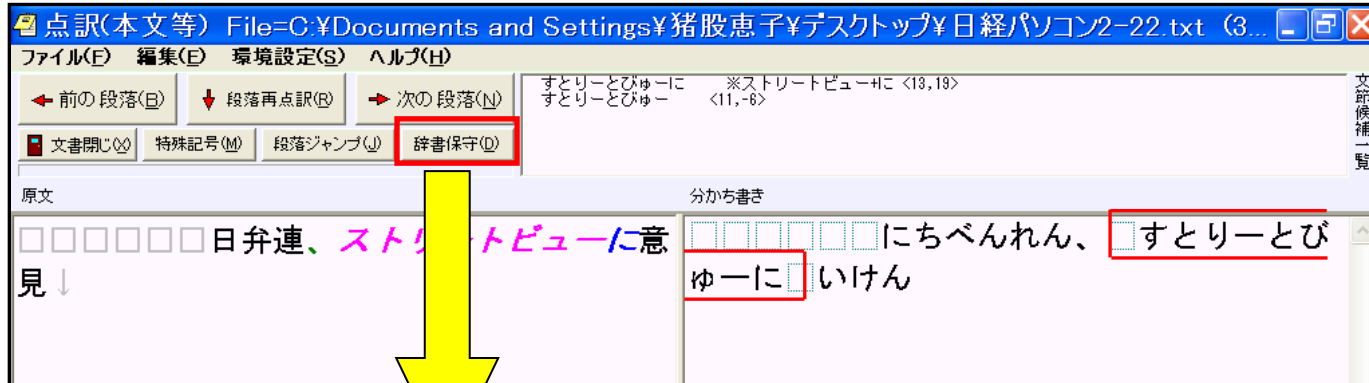 点訳(本文等) File=C:¥Documents and Settings¥猪股恵子¥デスクトップ¥日経パソコン2-22.txt (3...
ファイル(F) 編集(E) 環境設定(S) ヘルプ(H)
前の段落(B) 段落再点訳(R) 次の段落(N)
文書閉じ(X) 特殊記号(M) 段落ジャンプ(J) 辞書保守(D)
すとりーとびゅーに ※ストリートビュー+に <13,19>
すとりーとびゅー <11,-6>
文節候補一覧
原文
□□□□□□日弁連、ストリートビューに意
見↓
分かち書き
□□□□□□にちべんれん、□すとりーとび
ゅーに□いけん